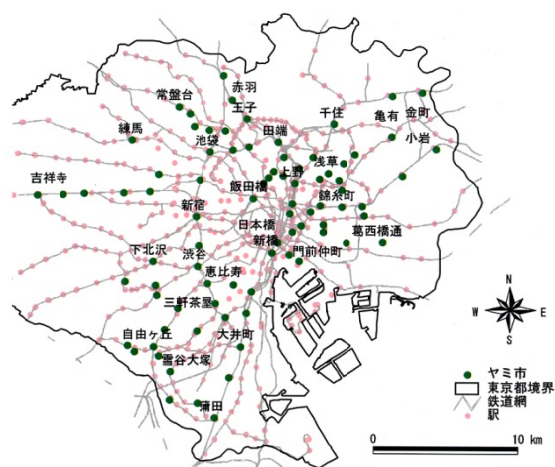 赤羽
常盤台
王子
千住
亀有
金町
練馬
田端
池袋
小岩
浅草
上野
吉祥寺
飯田橋
錦糸町
新宿
日本橋
葛西橋通
新橋
下北沢
渋谷
門前仲町
恵比寿
三軒茶屋
自由ヶ丘
大井町
雪谷大塚
蒲田
N
W
E
S
ヤミ市
東京都境界
鉄道網
駅
0
10 km